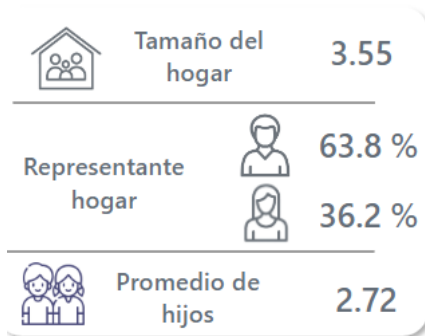 Tamaño del
hogar
3.55
Representante
hogar
63.8 %
36.2 %
Promedio de
hijos
2.72